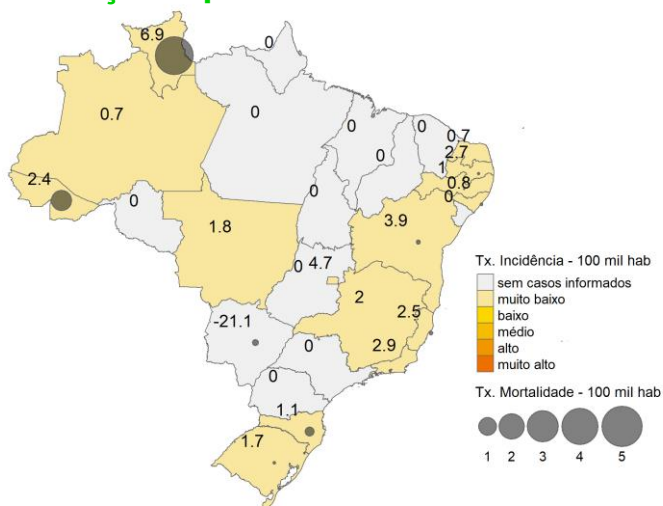 6.9
0
0.7
0
0
0
0.7
2.7
1
0
2.4
0.8
0
0
0
1.8
3.9
0 4.7
2
2.5
-21.1
0
2.9
0
1.1
1.7
Tx. Incidência - 100 mil hab
sem casos informados
muito baixo
baixo
médio
alto
muito alto
Tx. Mortalidade - 100 mil hab
1 2 3 4 5